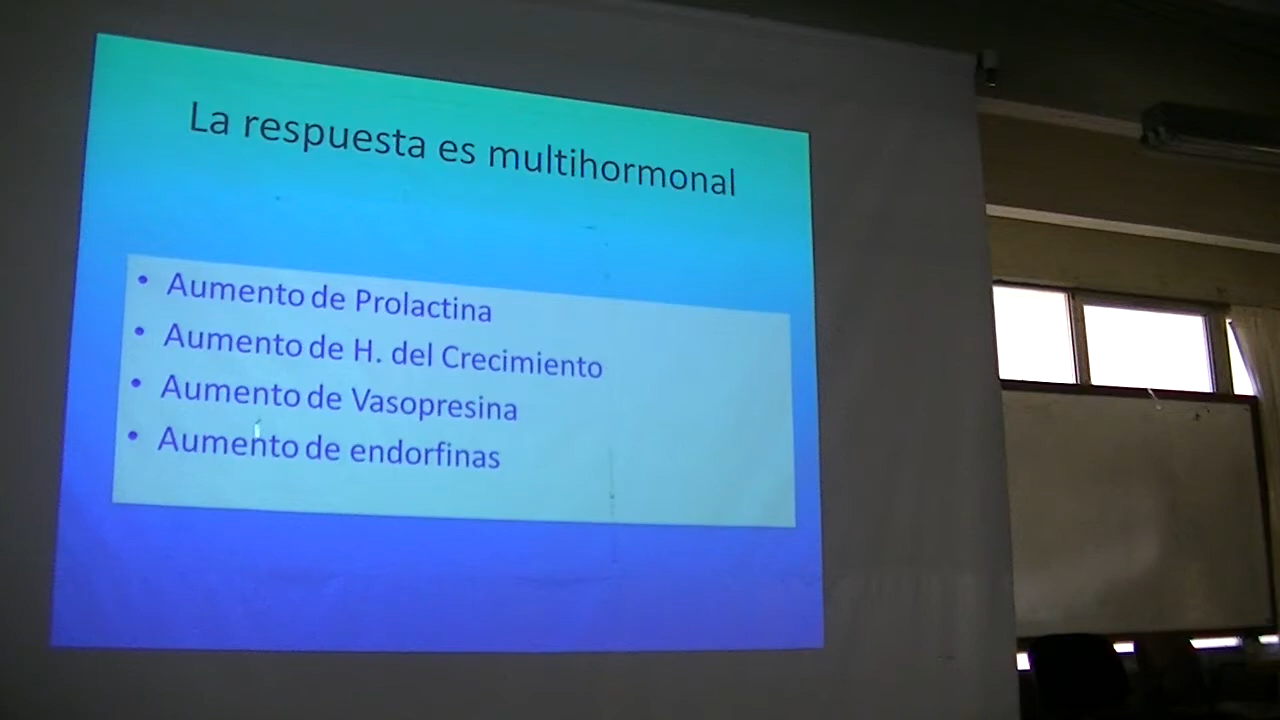 La respuesta es multihormonal
• Aumento de Prolactina
• Aumento de H. del Crecimiento
• Aumento de Vasopresina
• Aumento de endorfinas